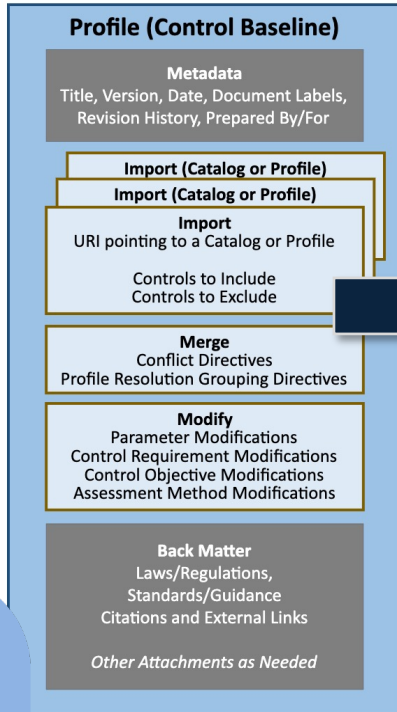 Profile (Control Baseline)
Metadata
Title, Version, Date, Document Labels,
Revision History, Prepared By/For
Import (Catalog or Profile)
Import (Catalog or Profile)
Import
URI pointing to a Catalog or Profile
Controls to Include
Controls to Exclude
Merge
Conflict Directives
Profile Resolution Grouping Directives
Modify
Parameter Modifications
Control Requirement Modifications
Control Objective Modifications
Assessment Method Modifications
Back Matter
Laws/Regulations,
Standards/Guidance
Citations and External Links
Other Attachments as Needed